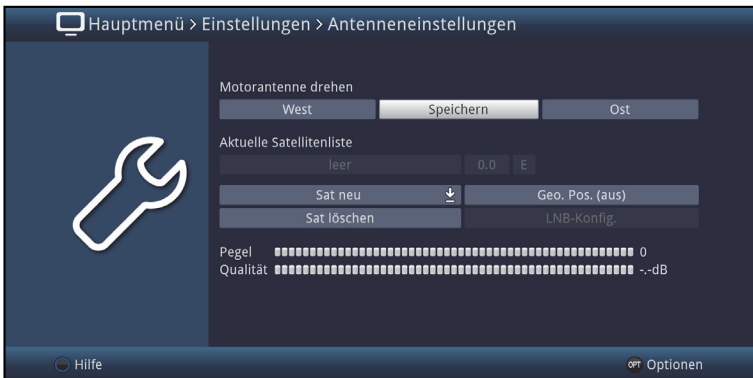 Hauptmenü > Einstellungen > Antenneneinstellungen
Motorantenne drehen
West Speichern Ost
Aktuelle Satellitenliste
leer 0.0 E
Sat neu Geo. Pos. (aus)
Sat löschen LNB-Konfig.
Pegel 0
Qualität -.-dB
Hilfe OPT Optionen